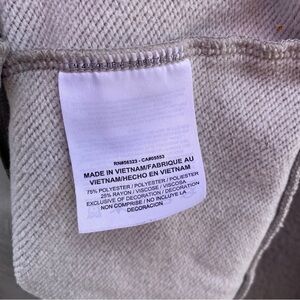 RN#56323 - CA#05553
MADE IN VIETNAM/FABRIQUE AU
VIETNAM/HECHO EN VIETNAM
75% POLYESTER / POLYESTER / POLIESTER
25% RAYON / VISCOSE / VISCOSA
EXCLUSIVE OF DECORATION / DECORATION
NON COMPRISE / NO INCLUYE LA
DECORACION